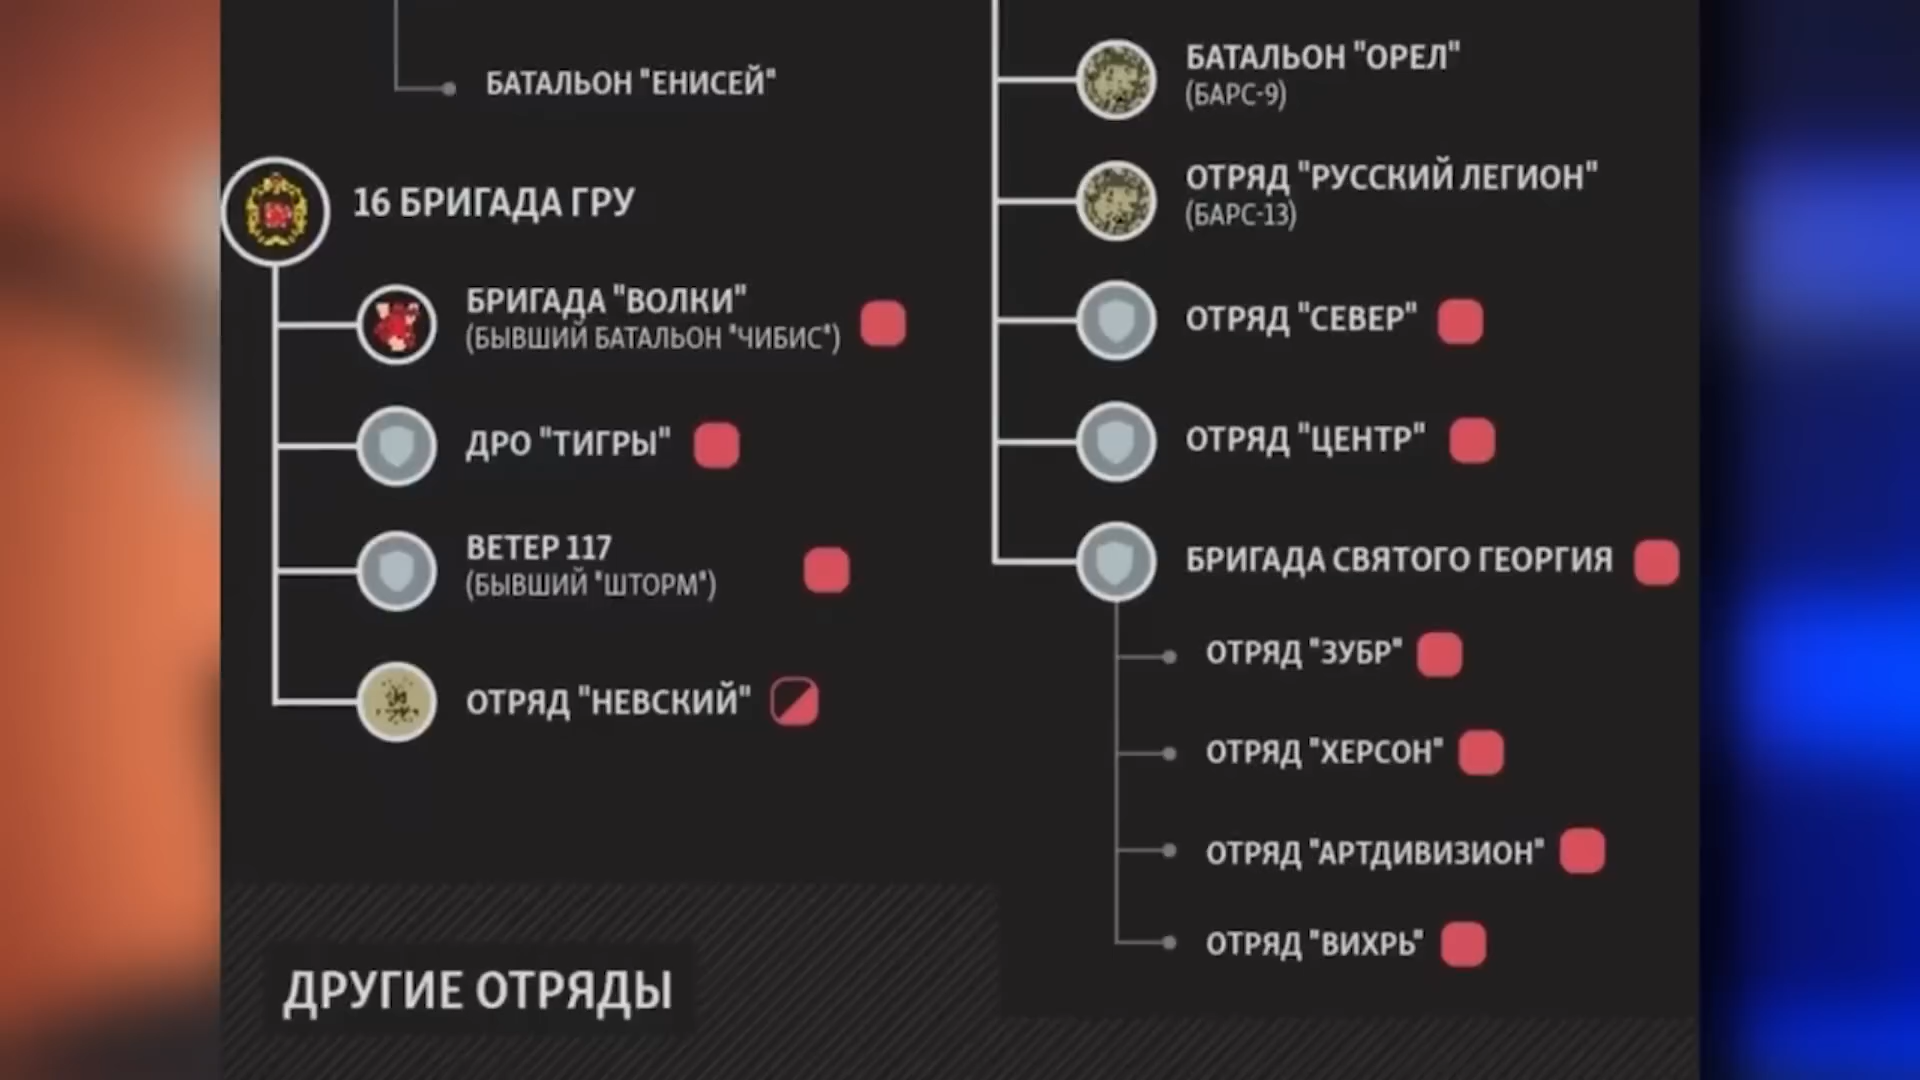 БАТАЛЬОН "ЕНИСЕЙ"
16 БРИГАДА ГРУ
БРИГАДА "ВОЛКИ"
(БЫВШИЙ БАТАЛЬОН "ЧИБИС")
ДРО "ТИГРЫ"
ВЕТЕР 117
(БЫВШИЙ "ШТОРМ")
ОТРЯД "НЕВСКИЙ"
ДРУГИЕ ОТРЯДЫ
БАТАЛЬОН "ОРЕЛ"
(БАРС-9)
ОТРЯД "РУССКИЙ ЛЕГИОН"
(БАРС-13)
ОТРЯД "СЕВЕР"
ОТРЯД "ЦЕНТР"
БРИГАДА СВЯТОГО ГЕОРГИЯ
ОТРЯД "ЗУБР"
ОТРЯД "ХЕРСОН"
ОТРЯД "АРТДИВИЗИОН"
ОТРЯД "ВИХРЬ"